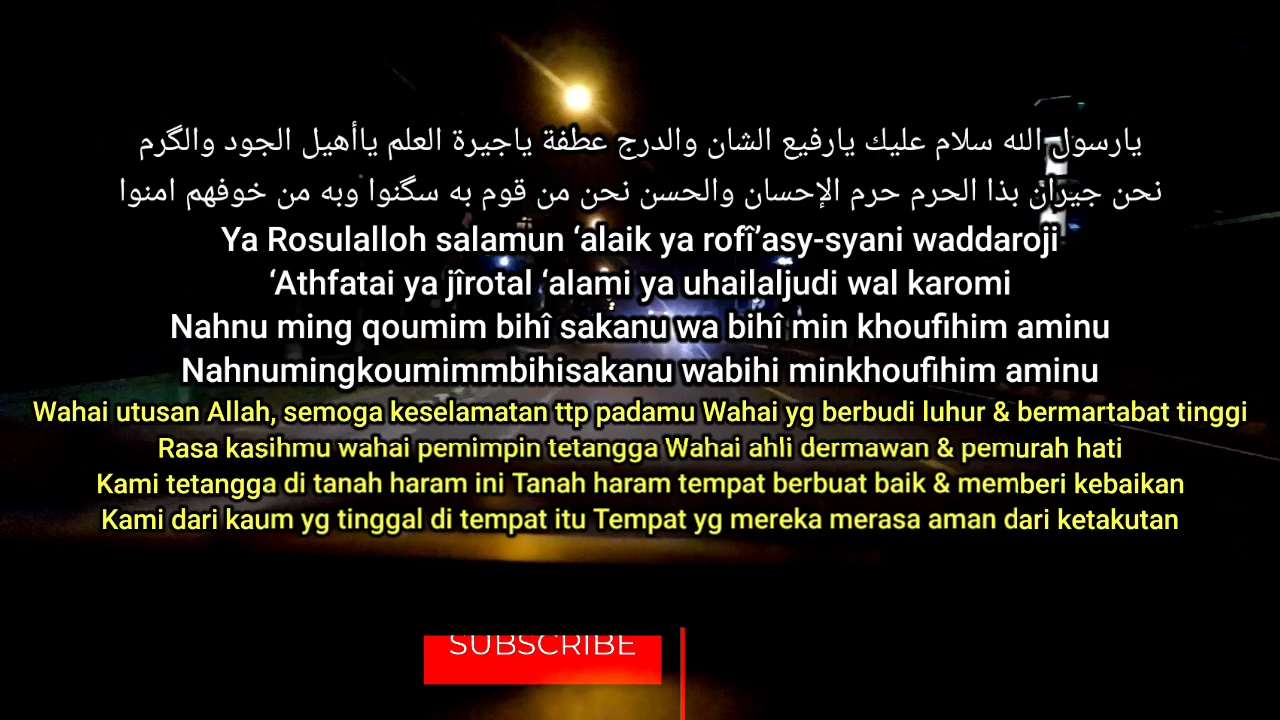 يارسول الله سلام عليك يارفيع الشان والدرج عطفة ياجيرة العلم ياأهيل الجود والگرم
نحن جيران بذا الحرم حرم الإحسان والحسن نحن من قوم به سگنوا وبه من خوفهم امنوا
Ya Rosulalloh salamun ‘alaik ya rofî’asy-syani waddaroji
‘Athfatai ya jîrotal ‘alami ya uhailaljudi wal karomi
Nahnu ming qoumim bihî sakanu wa bihî min khoufihim aminu
Nahnumingkoumimmbihisakanu wabihi minkhoufihim aminu
Wahai utusan Allah, semoga keselamatan ttp padamu Wahai yg berbudi luhur & bermartabat tinggi
Rasa kasihmu wahai pemimpin tetangga Wahai ahli dermawan & pemurah hati
Kami tetangga di tanah haram ini Tanah haram tempat berbuat baik & memberi kebaikan
Kami dari kaum yg tinggal di tempat itu Tempat yg mereka merasa aman dari ketakutan
SUBSCRIBE